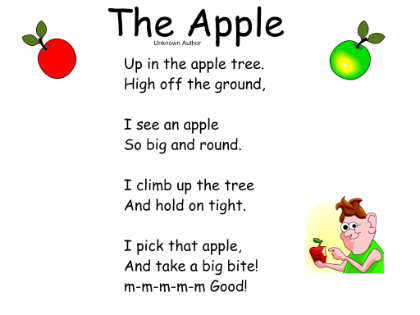 The Apple
Unknown Author
Up in the apple tree.
High off the ground,
I see an apple
So big and round.
I climb up the tree
And hold on tight.
I pick that apple,
And take a big bite!
m-m-m-m-m Good!